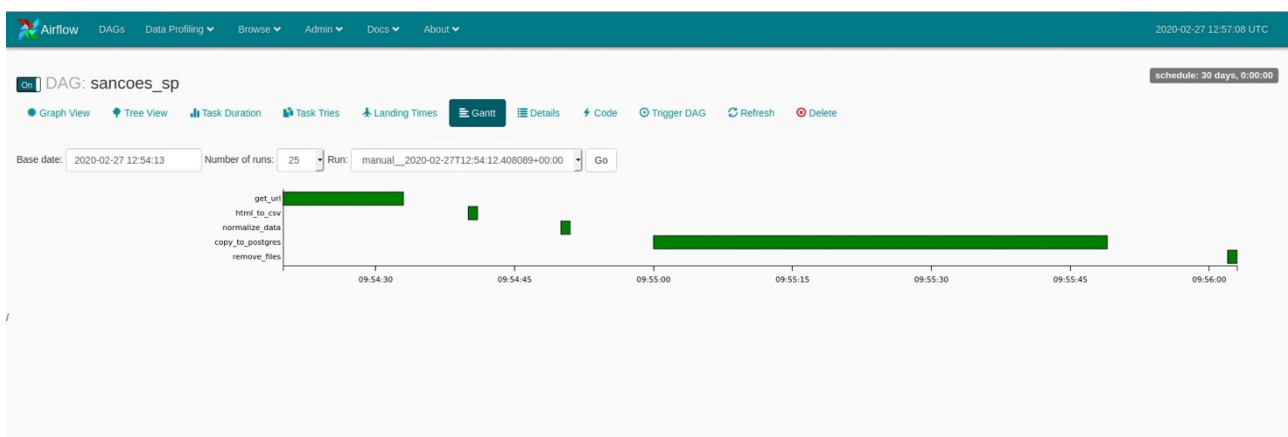 Airflow DAGs Data Profiling Browse Admin Docs About 2020-02-27 12:57:08 UTC
On DAG: sancoes_sp schedule: 30 days, 0:00:00
Graph View Tree View Task Duration Task Tries Landing Times Gantt Details Code Trigger DAG Refresh Delete
Base date: 2020-02-27 12:54:13 Number of runs: 25 Run: manual__2020-02-27T12:54:12.408089+00:00 Go
get_url
html_to_csv
normalize_data
copy_to_postgres
remove_files
09:54:30 09:54:45 09:55:00 09:55:15 09:55:30 09:55:45 09:56:00
/